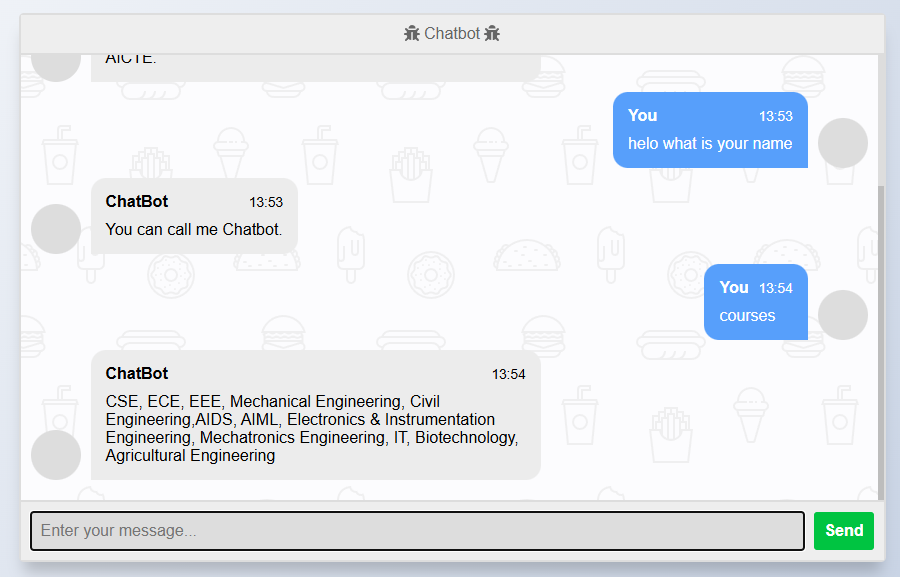 Chatbot
AICTE.
You 13:53
helo what is your name
ChatBot 13:53
You can call me Chatbot.
You 13:54
courses
ChatBot 13:54
CSE, ECE, EEE, Mechanical Engineering, Civil
Engineering,AIDS, AIML, Electronics & Instrumentation
Engineering, Mechatronics Engineering, IT, Biotechnology,
Agricultural Engineering
Enter your message... Send